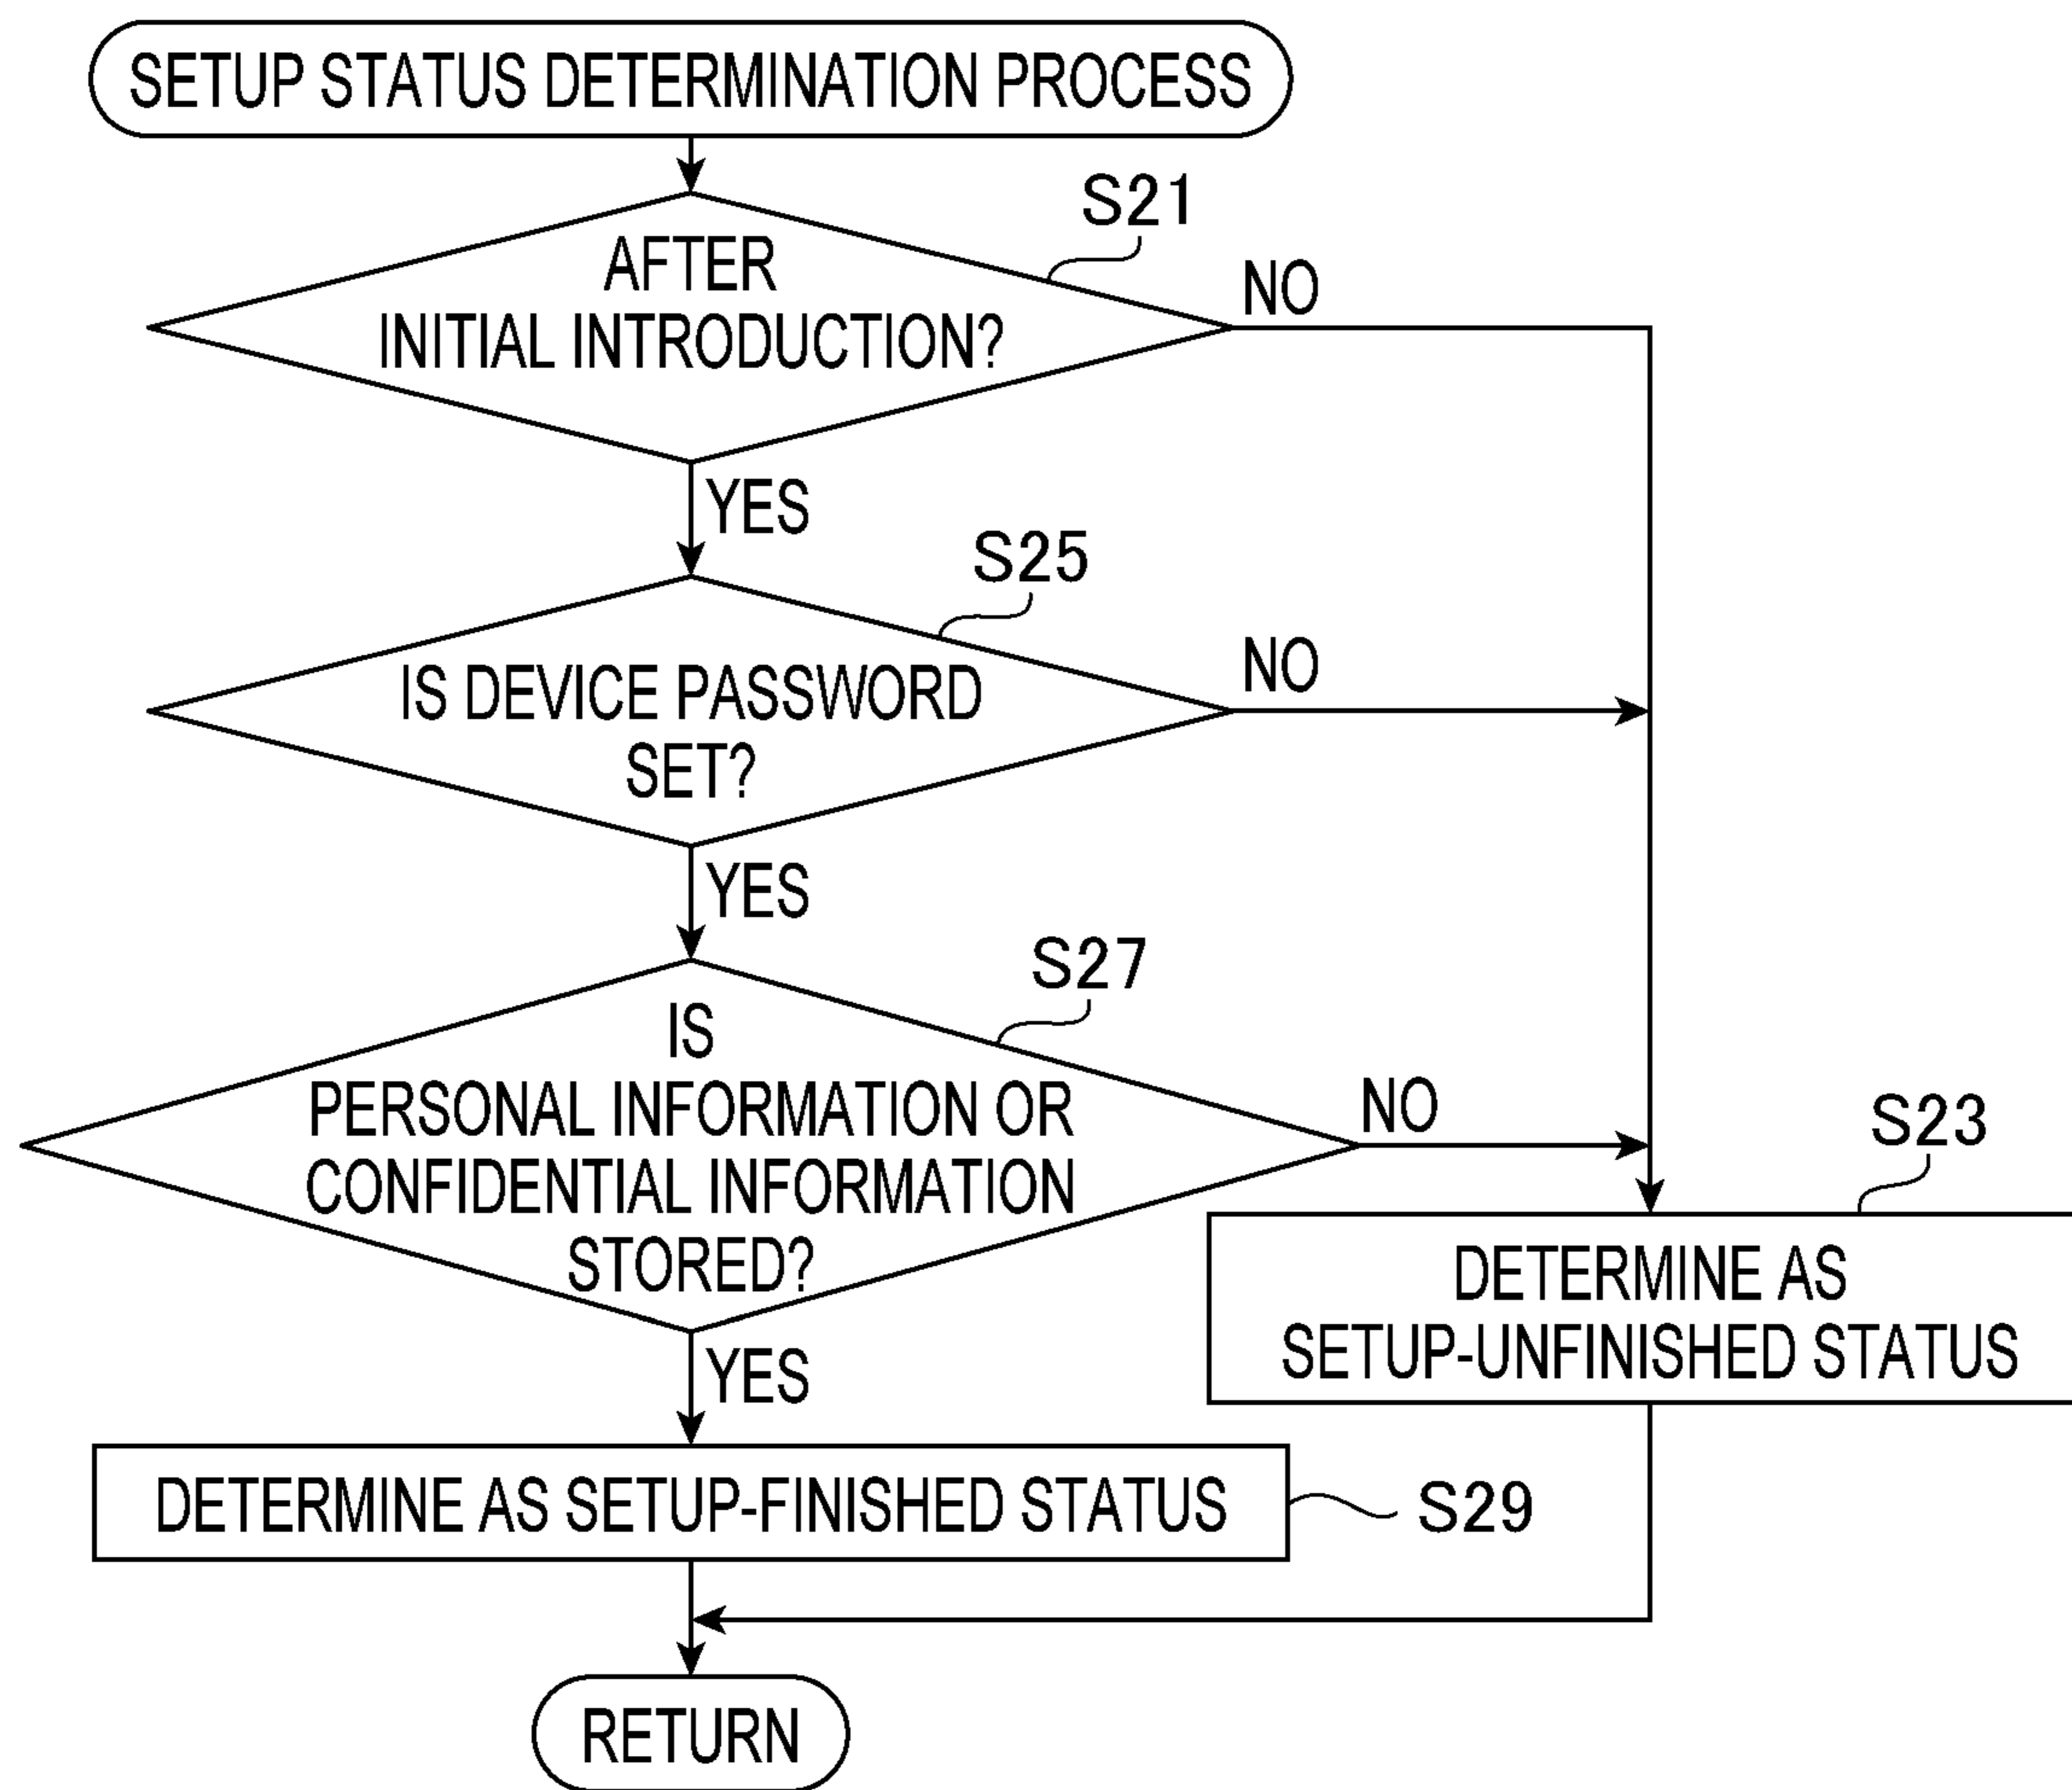 SETUP STATUS DETERMINATION PROCESS
S21
AFTER
INITIAL INTRODUCTION?
NO
YES
S25
IS DEVICE PASSWORD
SET?
NO
YES
S27
IS
PERSONAL INFORMATION OR
CONFIDENTIAL INFORMATION
STORED?
NO
YES
S23
DETERMINE AS
SETUP-UNFINISHED STATUS
DETERMINE AS SETUP-FINISHED STATUS
S29
RETURN